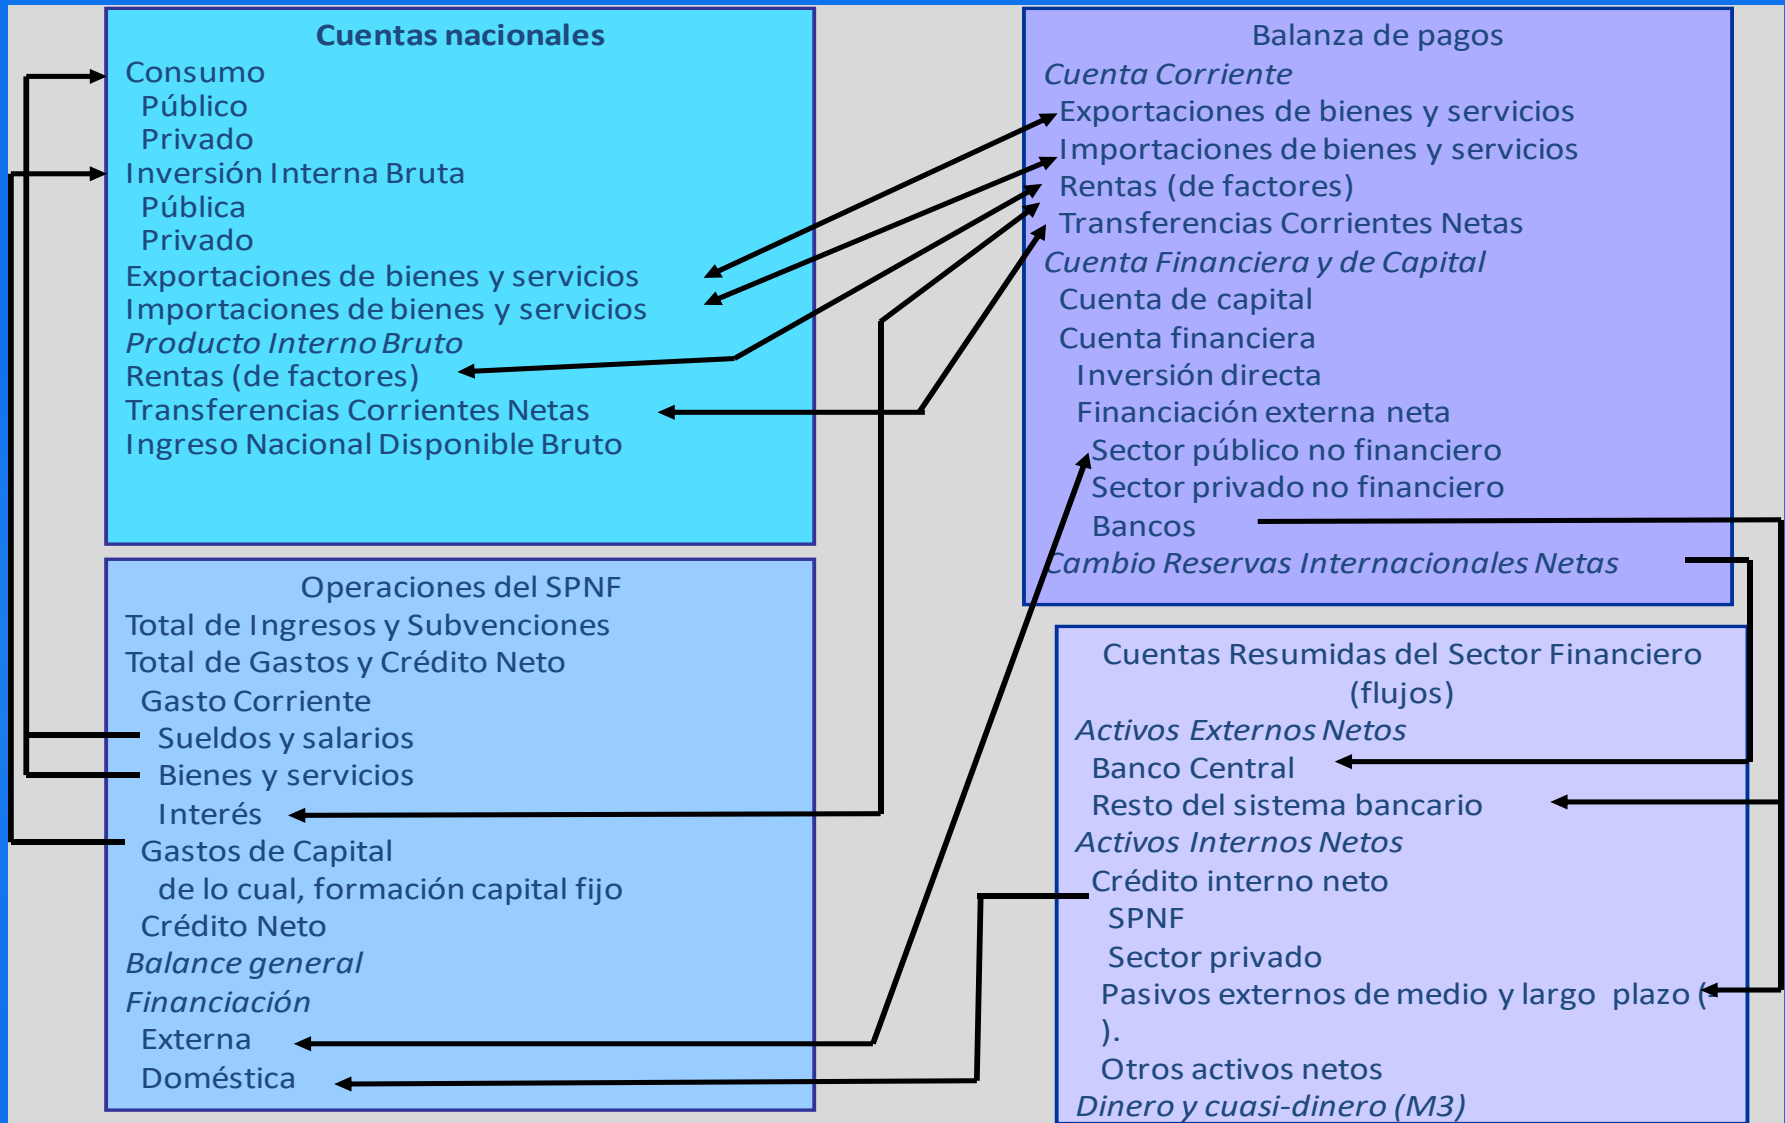 Cuentas nacionales
Consumo
Público
Privado
Inversión Interna Bruta
Pública
Privado
Exportaciones de bienes y servicios
Importaciones de bienes y servicios
Producto Interno Bruto
Rentas (de factores)
Transferencias Corrientes Netas
Ingreso Nacional Disponible Bruto
Balanza de pagos
Cuenta Corriente
Exportaciones de bienes y servicios
Importaciones de bienes y servicios
Rentas (de factores)
Transferencias Corrientes Netas
Cuenta Financiera y de Capital
Cuenta de capital
Cuenta financiera
Inversión directa
Financiación externa neta
Sector público no financiero
Sector privado no financiero
Bancos
Cambio Reservas Internacionales Netas
Operaciones del SPNF
Total de Ingresos y Subvenciones
Total de Gastos y Crédito Neto
Gasto Corriente
Sueldos y salarios
Bienes y servicios
Interés
Gastos de Capital
de lo cual, formación capital fijo
Crédito Neto
Balance general
Financiación
Externa
Doméstica
Cuentas Resumidas del Sector Financiero
(flujos)
Activos Externos Netos
Banco Central
Resto del sistema bancario
Activos Internos Netos
Crédito interno neto
SPNF
Sector privado
Pasivos externos de medio y largo plazo (-
).
Otros activos netos
Dinero y cuasi-dinero (M3)